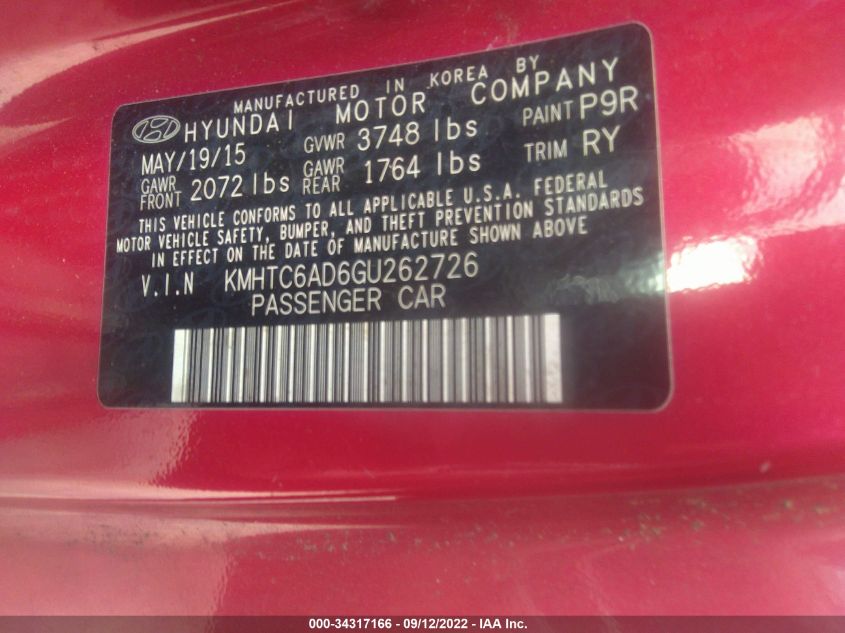 MANUFACTURED IN KOREA BY
HYUNDAI MOTOR COMPANY
MAY/19/15 GVWR 3748 lbs PAINT P9R
GAWR FRONT 2072 lbs GAWR REAR 1764 lbs TRIM RY
THIS VEHICLE CONFORMS TO ALL APPLICABLE U.S.A. FEDERAL
MOTOR VEHICLE SAFETY, BUMPER, AND THEFT PREVENTION STANDARDS
IN EFFECT ON THE DATE OF MANUFACTURE SHOWN ABOVE
V.I.N KMHTC6AD6GU262726
PASSENGER CAR
000-34317166 - 09/12/2022 - IAA Inc.